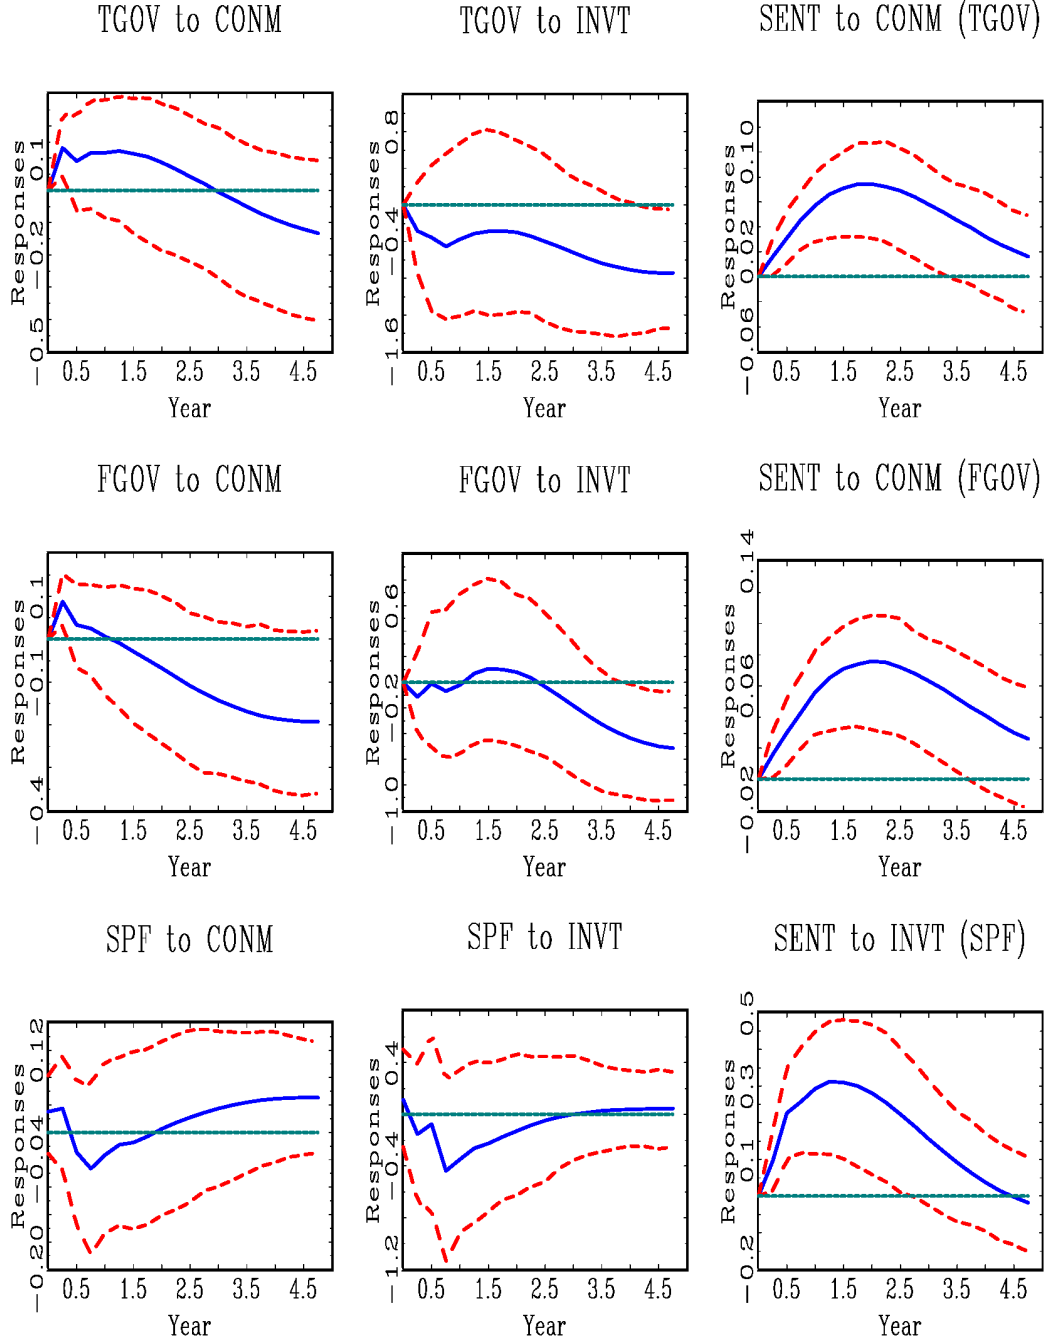 TGOV to CONM
TGOV to INVT
SENT to CONM (TGOV)
Responses
−0.5
−0.2
0.1
0.5 1.5 2.5 3.5 4.5
Year
Responses
−1.6
−0.4
0.8
0.5 1.5 2.5 3.5 4.5
Year
Responses
−0.06
0.02
0.10
0.5 1.5 2.5 3.5 4.5
Year
FGOV to CONM
FGOV to INVT
SENT to CONM (FGOV)
Responses
−0.4
−0.1
0.1
0.5 1.5 2.5 3.5 4.5
Year
Responses
−1.0
−0.2
0.6
0.5 1.5 2.5 3.5 4.5
Year
Responses
−0.02
0.06
0.14
0.5 1.5 2.5 3.5 4.5
Year
SPF to CONM
SPF to INVT
SENT to INVT (SPF)
Responses
−0.20
−0.04
0.12
0.5 1.5 2.5 3.5 4.5
Year
Responses
−1.2
−0.4
0.4
0.5 1.5 2.5 3.5 4.5
Year
Responses
−0.2
0.1
0.3
0.5
0.5 1.5 2.5 3.5 4.5
Year